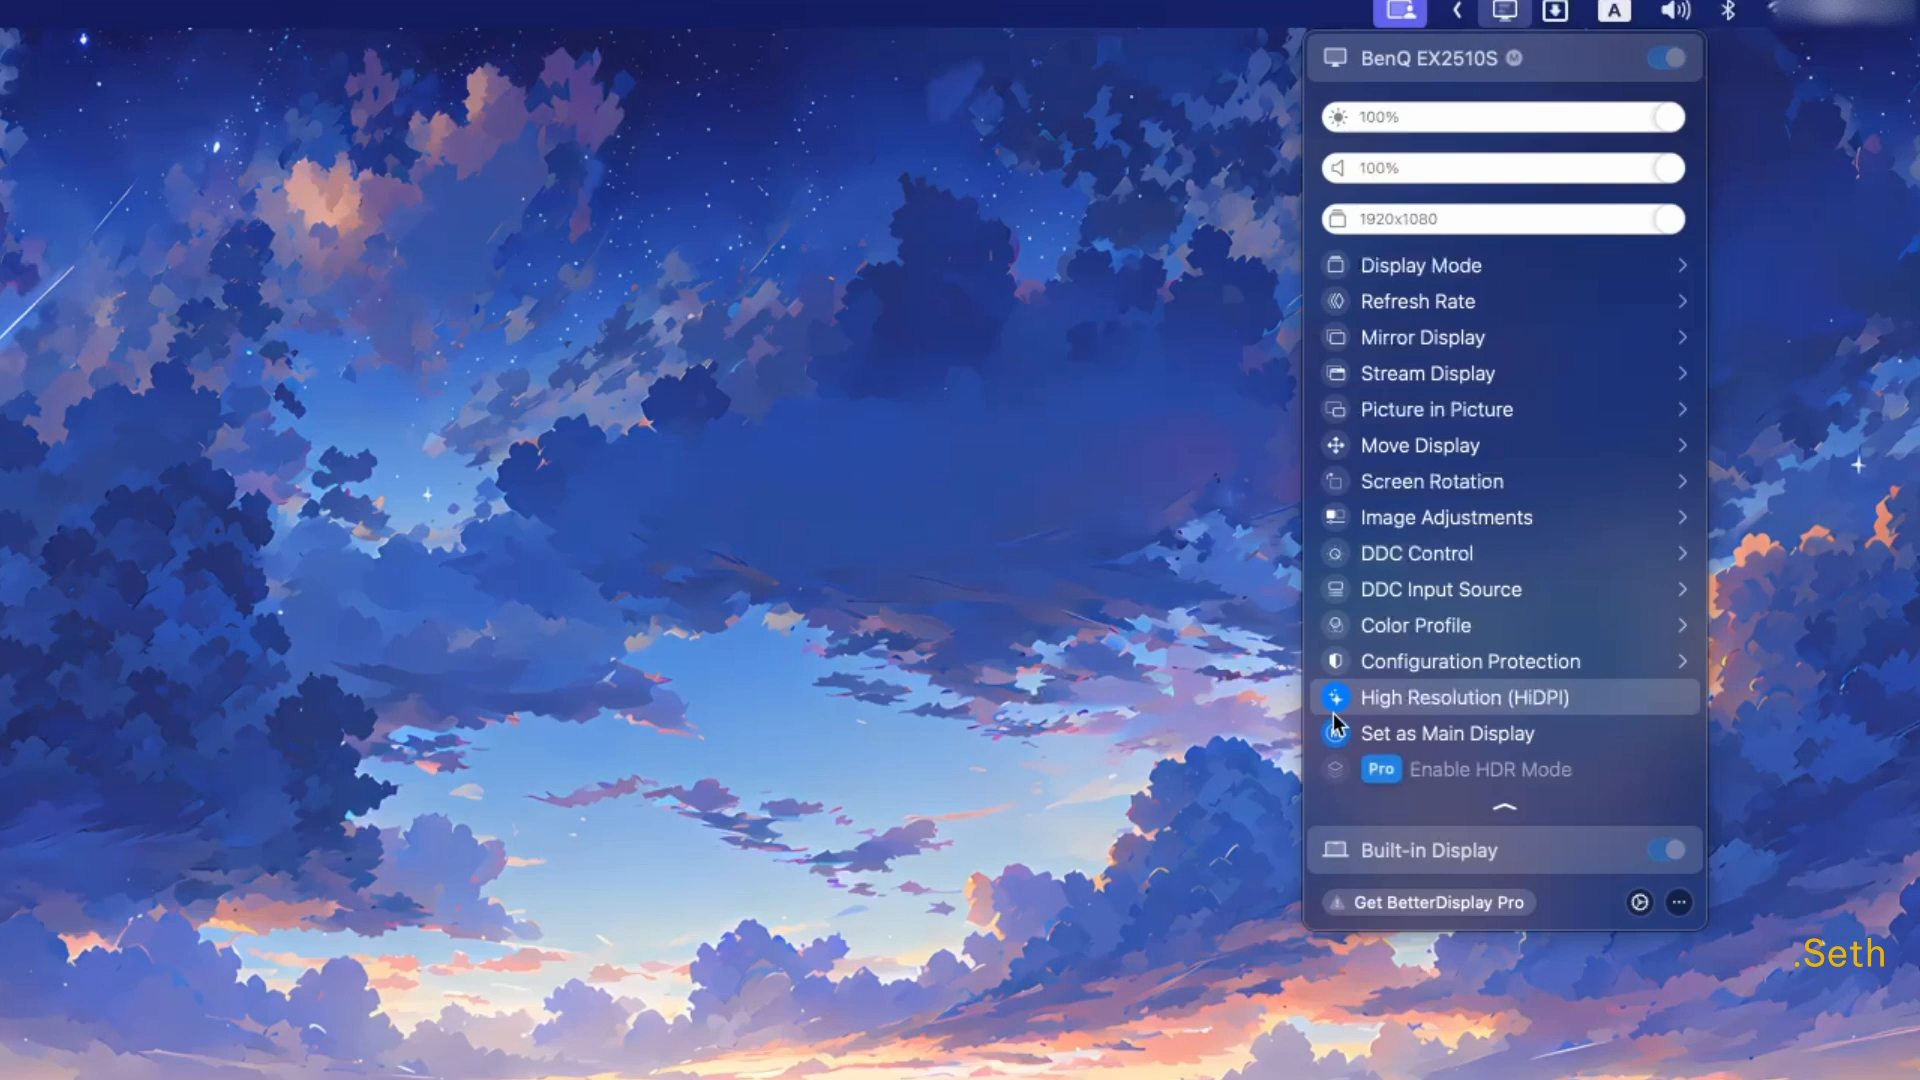 A
BenQ EX2510S M
100%
100%
1920x1080
Display Mode
Refresh Rate
Mirror Display
Stream Display
Picture in Picture
Move Display
Screen Rotation
Image Adjustments
DDC Control
DDC Input Source
Color Profile
Configuration Protection
High Resolution (HiDPI)
Set as Main Display
Pro Enable HDR Mode
Built-in Display
Get BetterDisplay Pro
.Seth